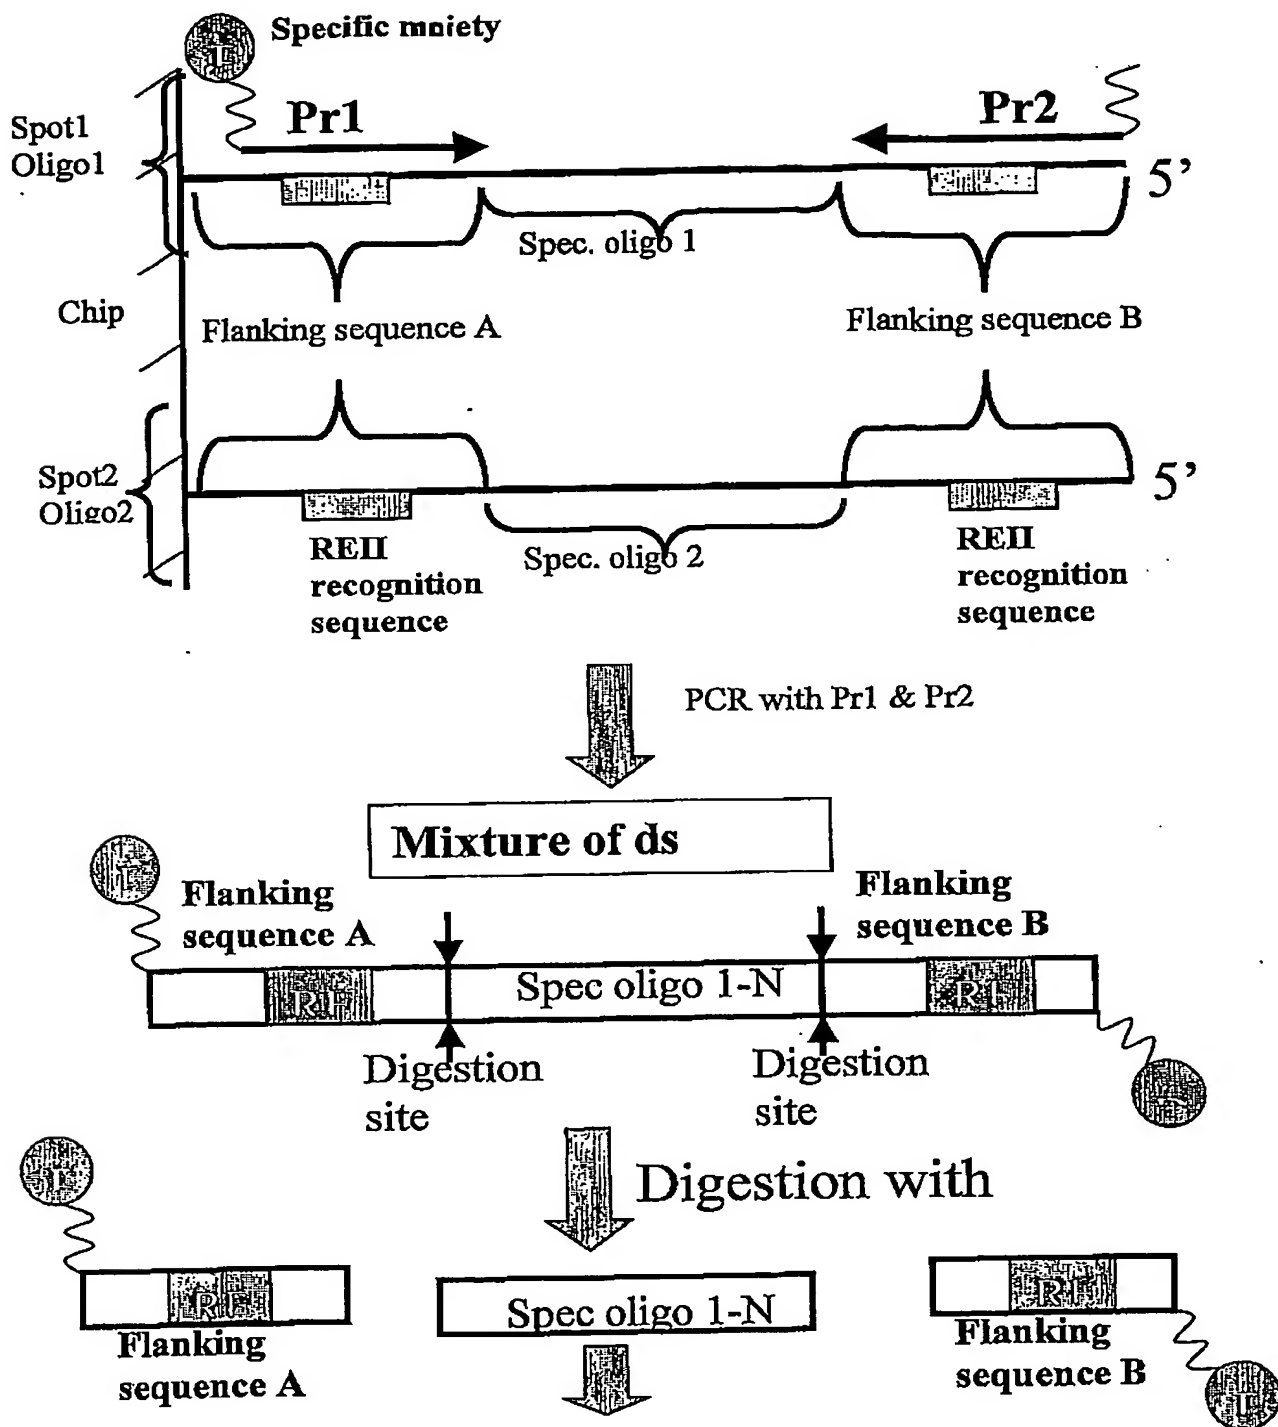 Specific moiety
Pr1
Pr2
Spot1
Oligo1
5’
Spec. oligo 1
Chip
Flanking sequence A
Flanking sequence B
Spot2
Oligo2
5’
Spec. oligo 2
REII
recognition
sequence
REII
recognition
sequence
PCR with Pr1 & Pr2
Mixture of ds
Flanking
sequence A
Flanking
sequence B
Spec oligo 1-N
Digestion
site
Digestion
site
Digestion with
Spec oligo 1-N
Flanking
sequence A
Flanking
sequence B